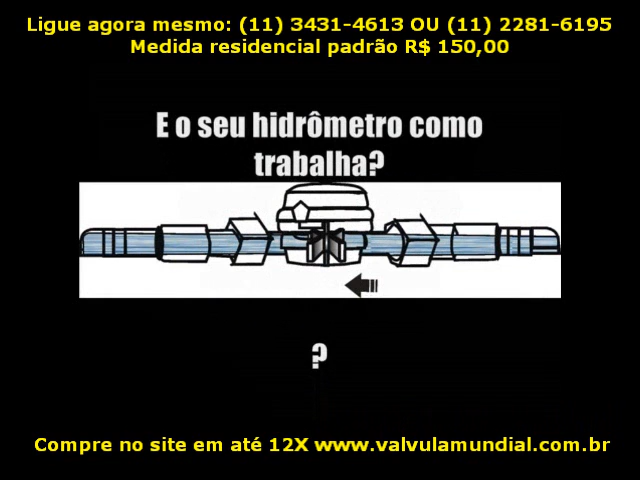 Ligue agora mesmo: (11) 3431-4613 OU (11) 2281-6195
Medida residencial padrão R$ 150,00
E o seu hidrômetro como
trabalha?
?
Compre no site em até 12X www.valvulamundial.com.br